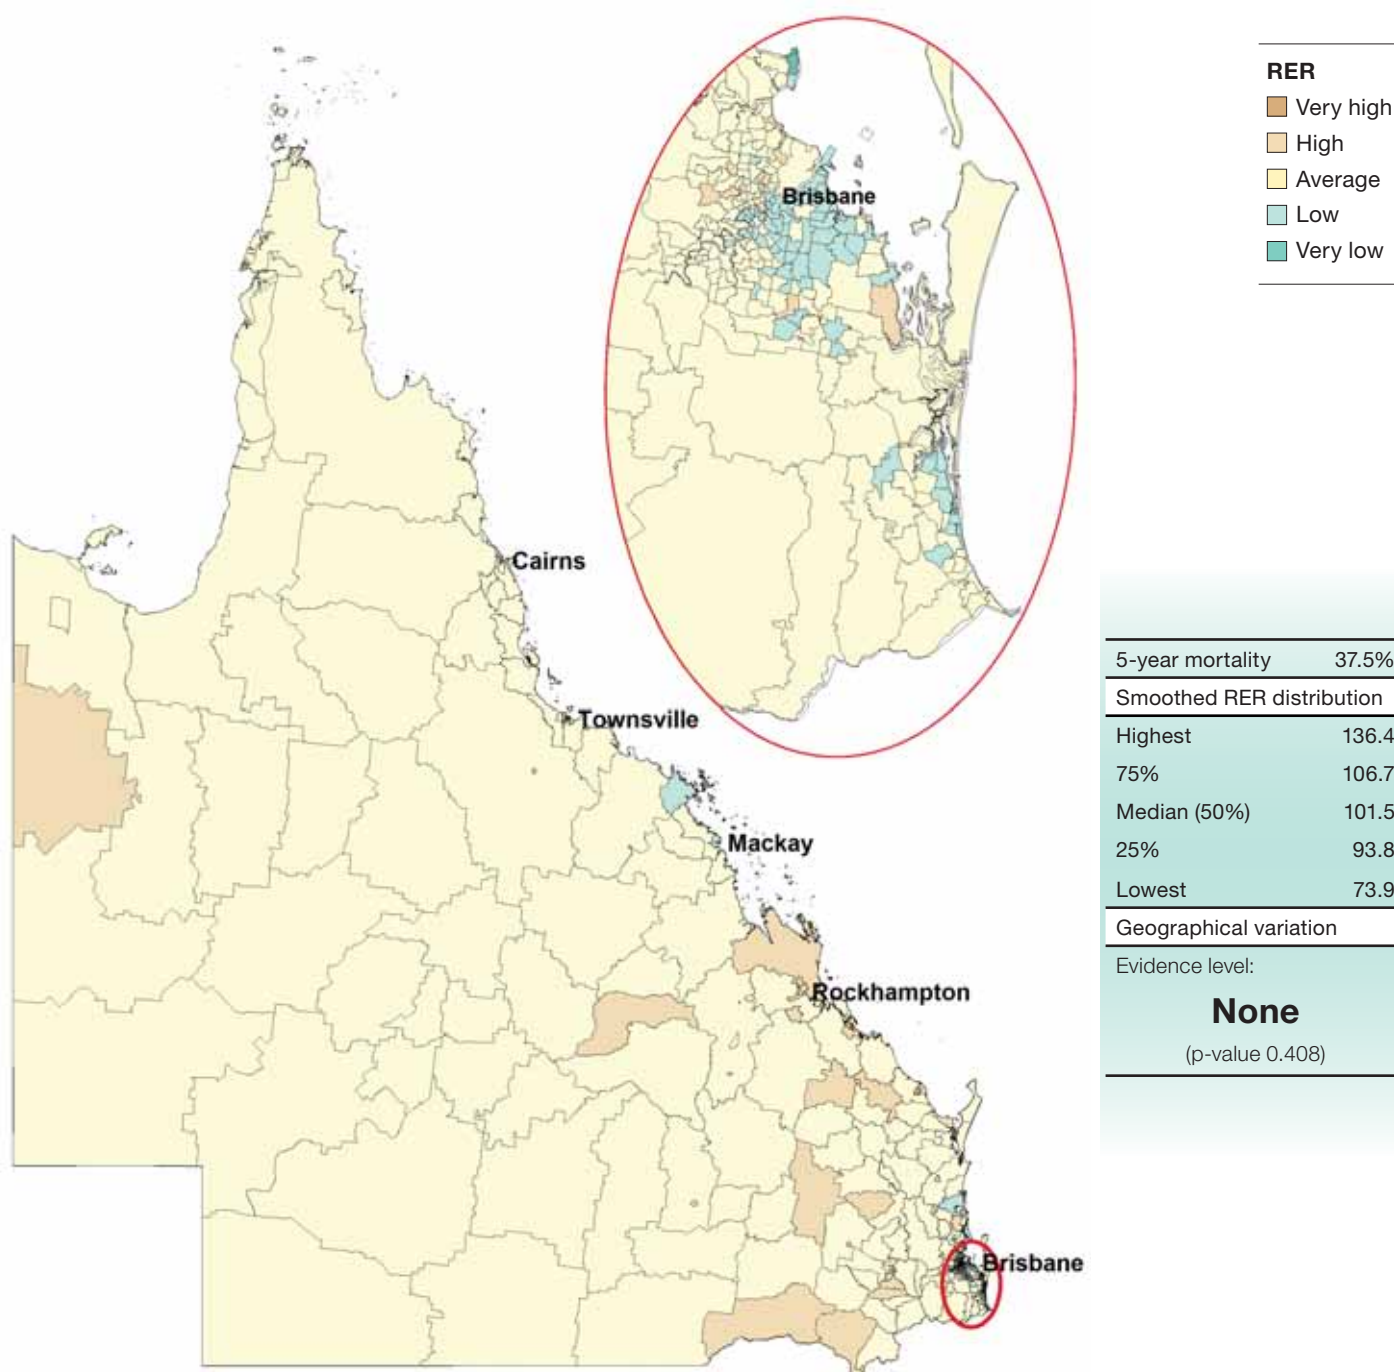 RER
Very high
High
Average
Low
Very low
Brisbane
Cairns
Townsville
Mackay
Rockhampton
Brisbane
5-year mortality 37.5%
Smoothed RER distribution
Highest 136.4
75% 106.7
Median (50%) 101.5
25% 93.8
Lowest 73.9
Geographical variation
Evidence level:
None
(p-value 0.408)